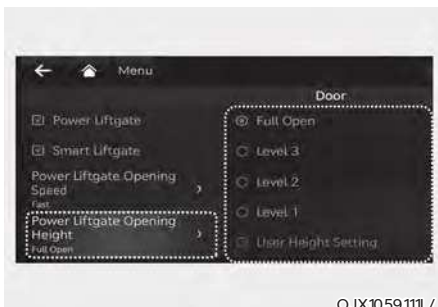 Menu
Door
Power Liftgate
Smart Liftgate
Power Liftgate Opening
Speed
Fast
Power Liftgate Opening
Height
Full Open
Full Open
Level 3
Level 2
Level 1
User Height Setting
OJX1059111L